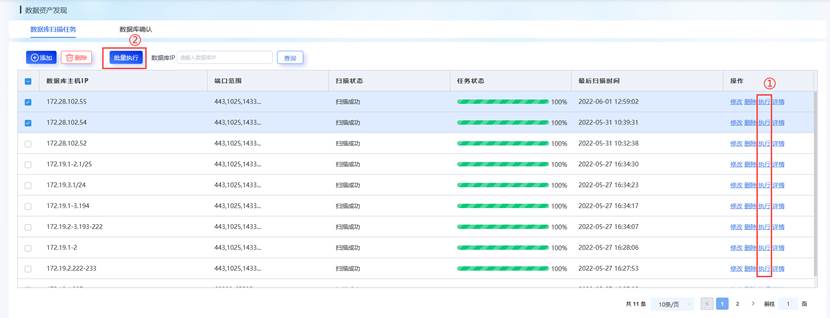 数据资产发现
数据库扫描任务 数据库确认
②
添加 删除 批量执行 数据库IP 请输入数据库IP 查询
①
数据库主机IP 端口范围 扫描状态 任务状态 最后扫描时间 操作
172.28.102.55 443,1025,1433... 扫描成功 100% 2022-06-01 12:59:02 修改 删除 执行 详情
172.28.102.54 443,1025,1433... 扫描成功 100% 2022-05-31 10:39:31 修改 删除 执行 详情
172.28.102.52 443,1025,1433... 扫描成功 100% 2022-05-31 10:32:38 修改 删除 执行 详情
172.19.1-2.1/25 443,1025,1433... 扫描成功 100% 2022-05-27 16:34:30 修改 删除 执行 详情
172.19.3.1/24 443,1025,1433... 扫描成功 100% 2022-05-27 16:34:23 修改 删除 执行 详情
172.19.1-3.194 443,1025,1433... 扫描成功 100% 2022-05-27 16:34:17 修改 删除 执行 详情
172.19.2-3.193-222 443,1025,1433... 扫描成功 100% 2022-05-27 16:34:07 修改 删除 执行 详情
172.19.1-2 443,1025,1433... 扫描成功 100% 2022-05-27 16:28:06 修改 删除 执行 详情
172.19.2.222-233 443,1025,1433... 扫描成功 100% 2022-05-27 16:27:53 修改 删除 执行 详情
共 11 条 10条/页 1 2 前往 1 页